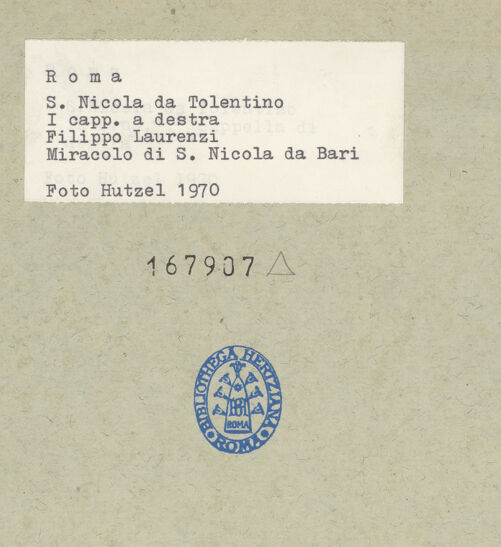 Roma
S. Nicola da Tolentino
I capp. a destra
Filippo Laurenzi
Miracolo di S. Nicola da Bari
Foto Hutzel 1970
167907
BIBLIOTHECA HERTZIANA
ROMA
ROMA